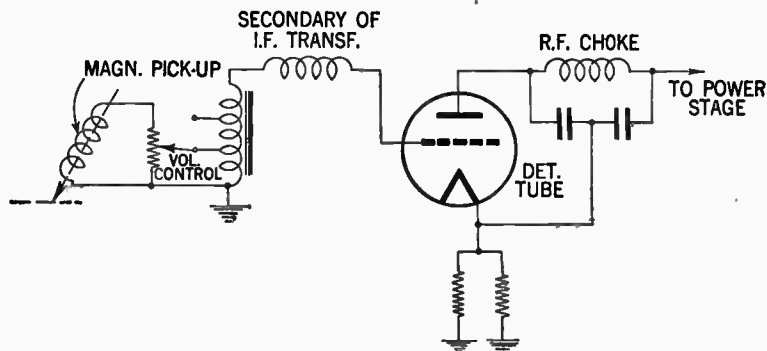 SECONDARY OF
I.F. TRANSF.
R.F. CHOKE
MAGN. PICK-UP
TO POWER
STAGE
VOL.
CONTROL
DET.
TUBE